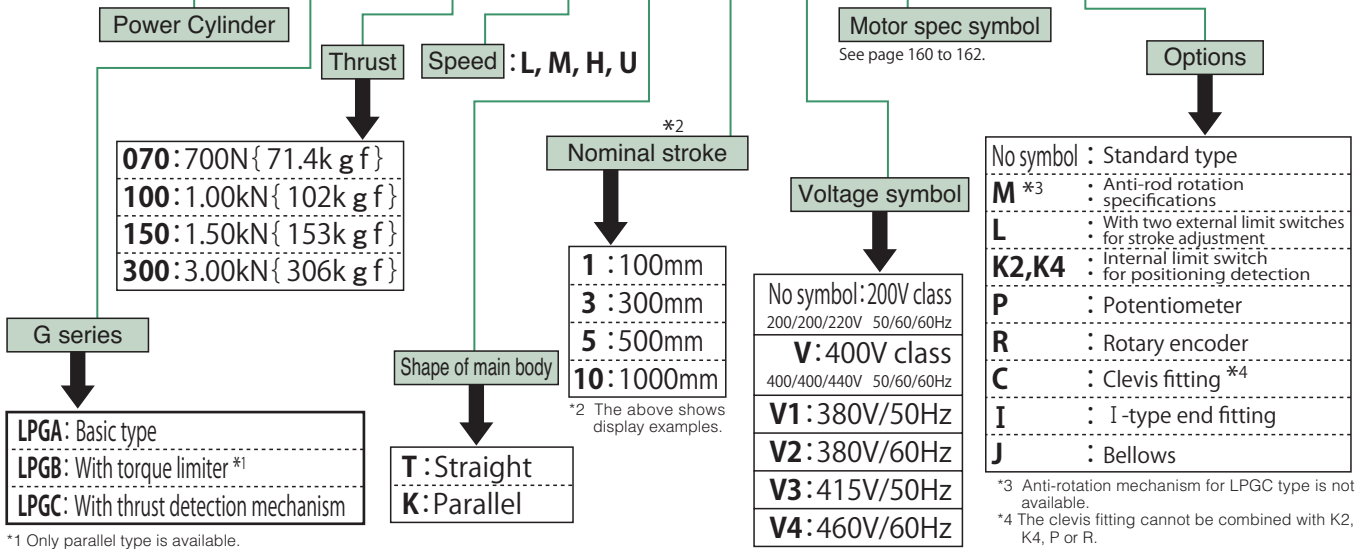 Power Cylinder
Motor spec symbol
See page 160 to 162.
Thrust
Speed : L, M, H, U
Options
070 : 700N{ 71.4k g f }
100 : 1.00kN{ 102k g f }
150 : 1.50kN{ 153k g f }
300 : 3.00kN{ 306k g f }
*2
Nominal stroke
1 : 100mm
3 : 300mm
5 : 500mm
10 : 1000mm
*2 The above shows
display examples.
Voltage symbol
No symbol : 200V class
200/200/220V 50/60/60Hz
V : 400V class
400/400/440V 50/60/60Hz
V1 : 380V/50Hz
V2 : 380V/60Hz
V3 : 415V/50Hz
V4 : 460V/60Hz
No symbol : Standard type
M *3 : Anti-rod rotation
: specifications
L : With two external limit switches
: for stroke adjustment
K2,K4 : Internal limit switch
: for positioning detection
P : Potentiometer
R : Rotary encoder
C : Clevis fitting *4
I : I-type end fitting
J : Bellows
*3 Anti-rotation mechanism for LPGC type is not
available.
*4 The clevis fitting cannot be combined with K2,
K4, P or R.
G series
LPGA : Basic type
LPGB : With torque limiter *1
LPGC : With thrust detection mechanism
*1 Only parallel type is available.
Shape of main body
T : Straight
K : Parallel